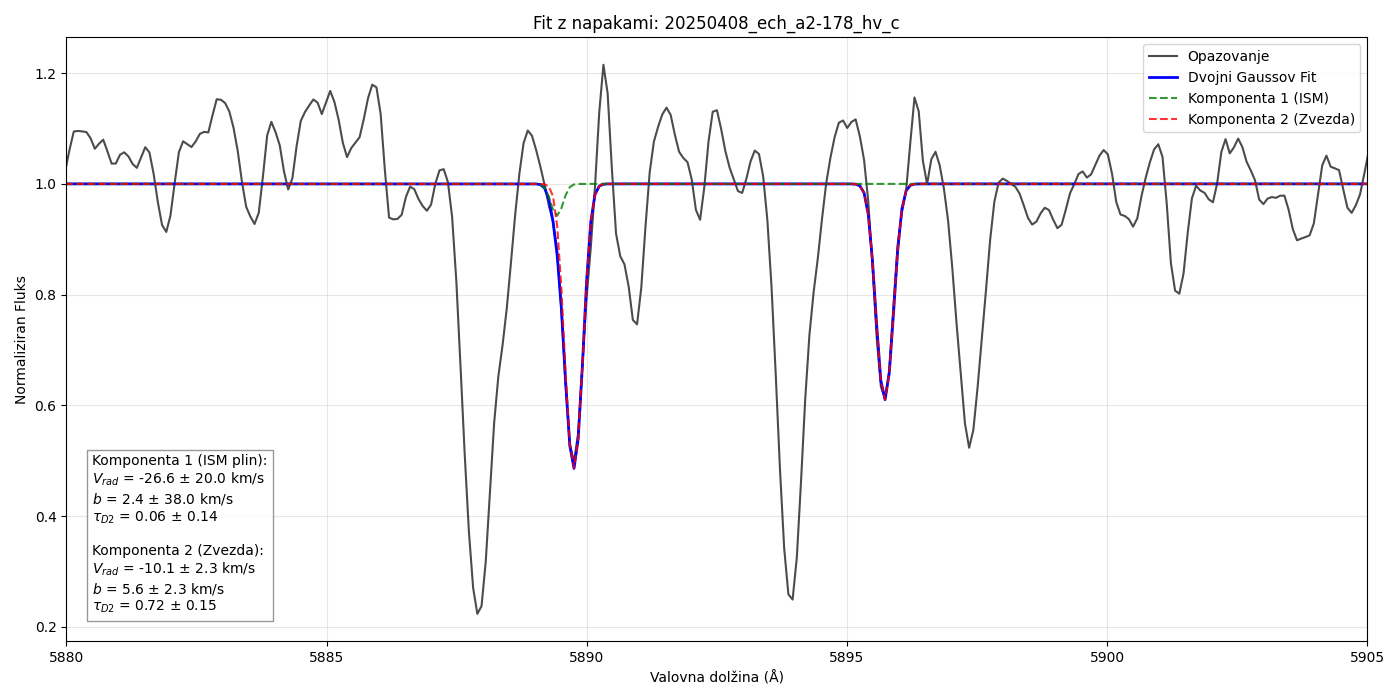 Fit z napakami: 20250408_ech_a2-178_hv_c
Normaliziran Fluks
1.2
1.0
0.8
0.6
0.4
0.2
Opazovanje
Dvojni Gaussov Fit
Komponenta 1 (ISM)
Komponenta 2 (Zvezda)
Komponenta 1 (ISM plin):
V_rad = -26.6 ± 20.0 km/s
b = 2.4 ± 38.0 km/s
τ_D2 = 0.06 ± 0.14
Komponenta 2 (Zvezda):
V_rad = -10.1 ± 2.3 km/s
b = 5.6 ± 2.3 km/s
τ_D2 = 0.72 ± 0.15
5880 5885 5890 5895 5900 5905
Valovna dolžina (Å)